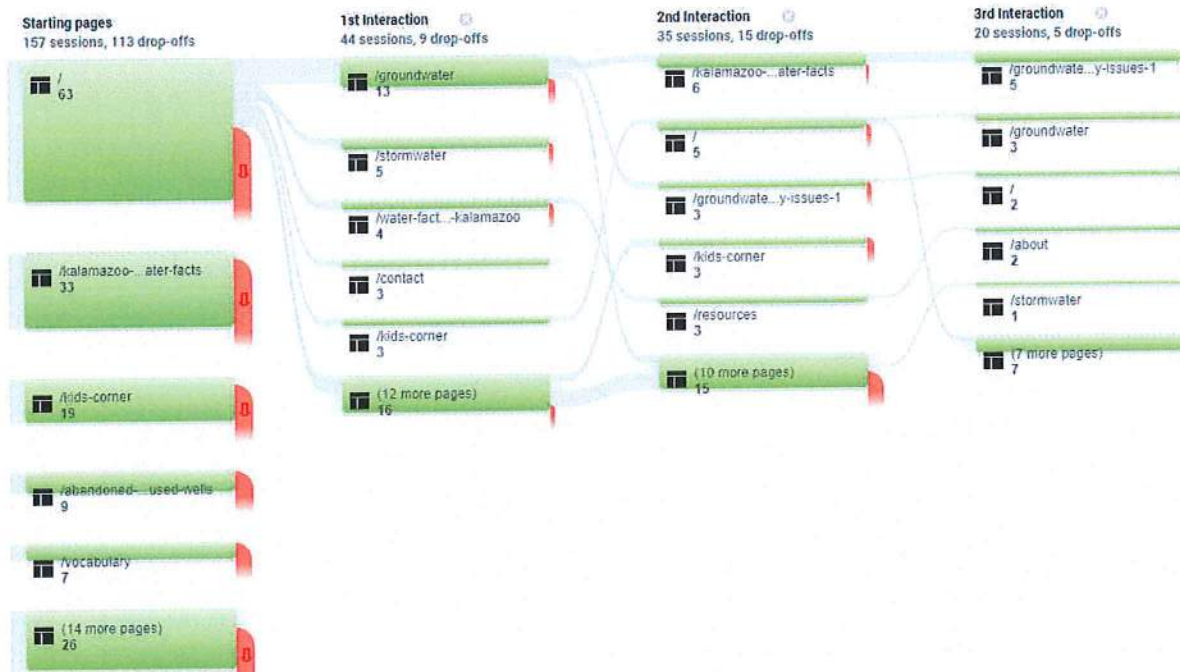 Starting pages
157 sessions, 113 drop-offs
/
63
/kalamazoo-...ater-facts
33
/kids-corner
19
/abandoned-...used-wells
9
/vocabulary
7
(14 more pages)
26
1st Interaction
44 sessions, 9 drop-offs
/groundwater
13
/stormwater
5
/water-fact...-kalamazoo
4
/contact
3
/kids-corner
3
(12 more pages)
16
2nd Interaction
35 sessions, 15 drop-offs
/kalamazoo-...ater-facts
6
/
5
/groundwate...y-issues-1
3
/kids-corner
3
/resources
3
(10 more pages)
15
3rd Interaction
20 sessions, 5 drop-offs
/groundwate...y-issues-1
5
/groundwater
3
/
2
/about
2
/stormwater
1
(7 more pages)
7